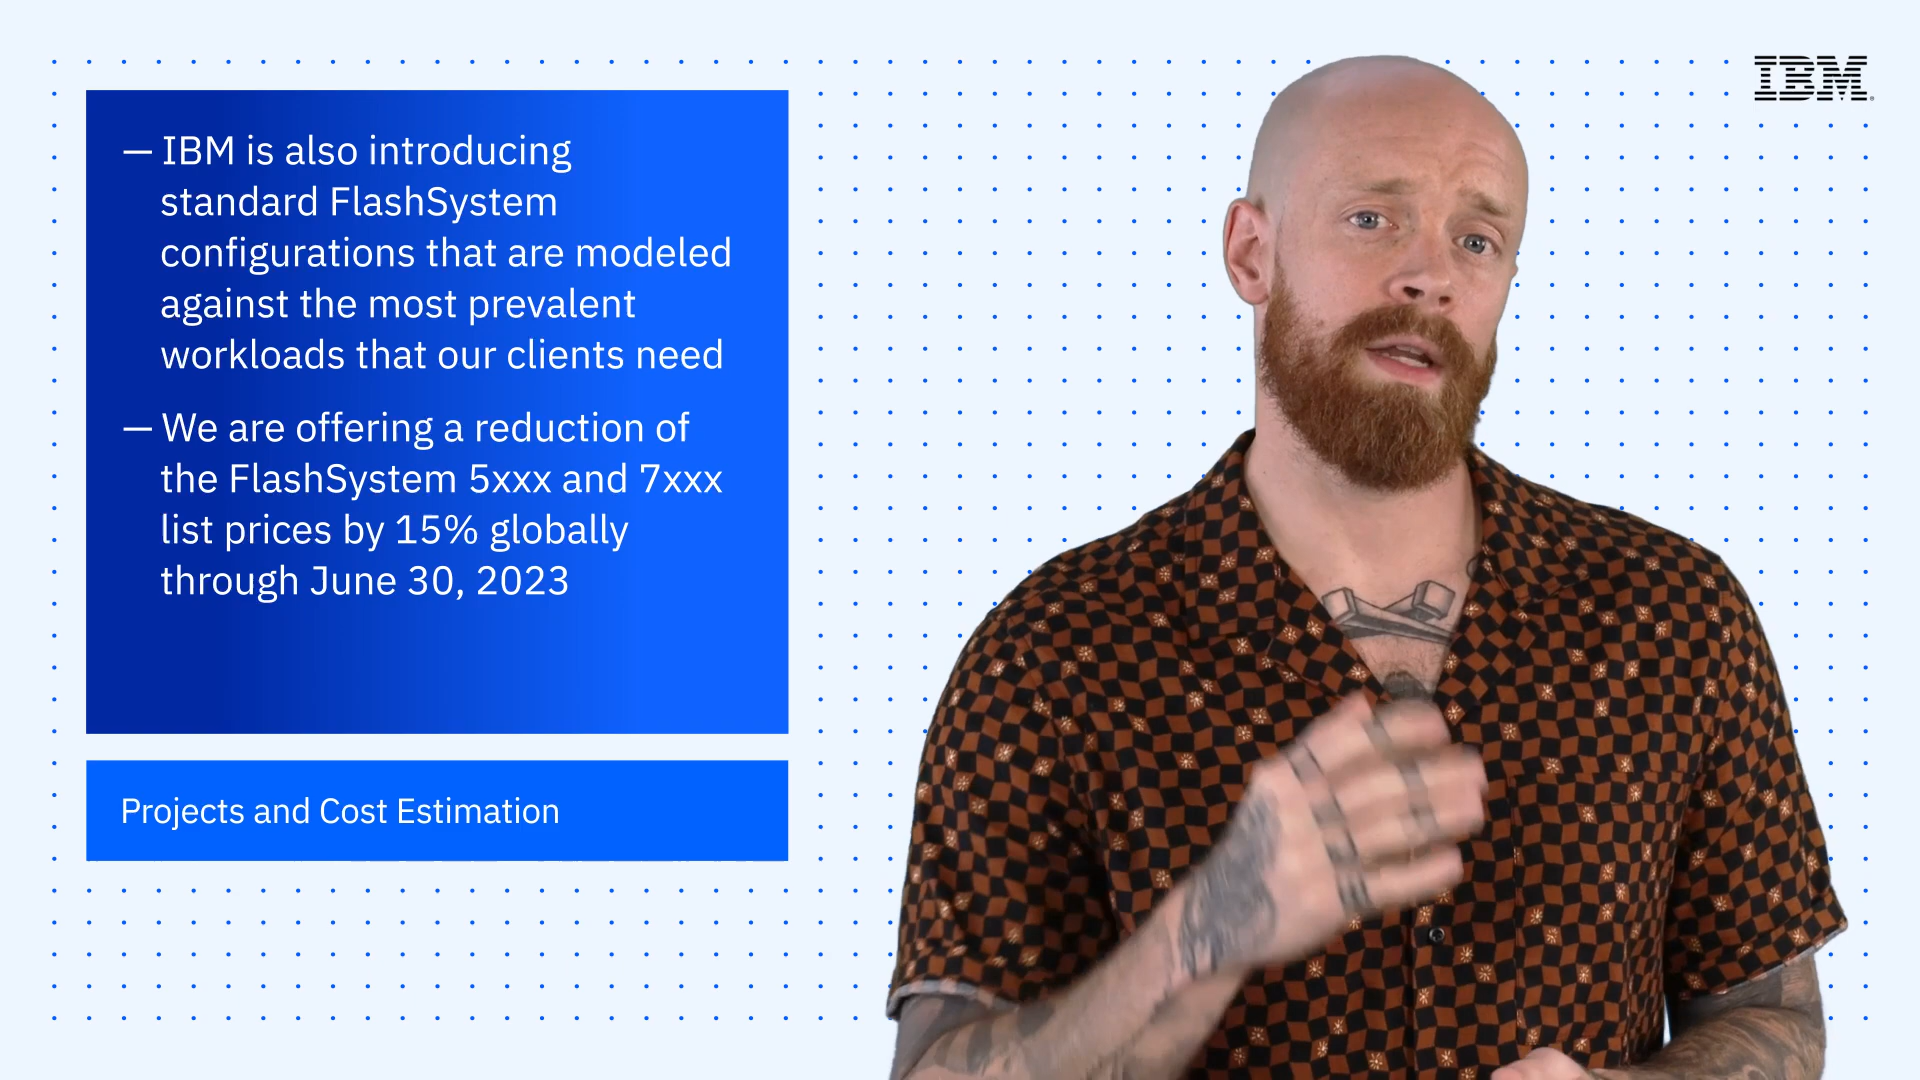 IBM
— IBM is also introducing
standard FlashSystem
configurations that are modeled
against the most prevalent
workloads that our clients need
— We are offering a reduction of
the FlashSystem 5xxx and 7xxx
list prices by 15% globally
through June 30, 2023
Projects and Cost Estimation